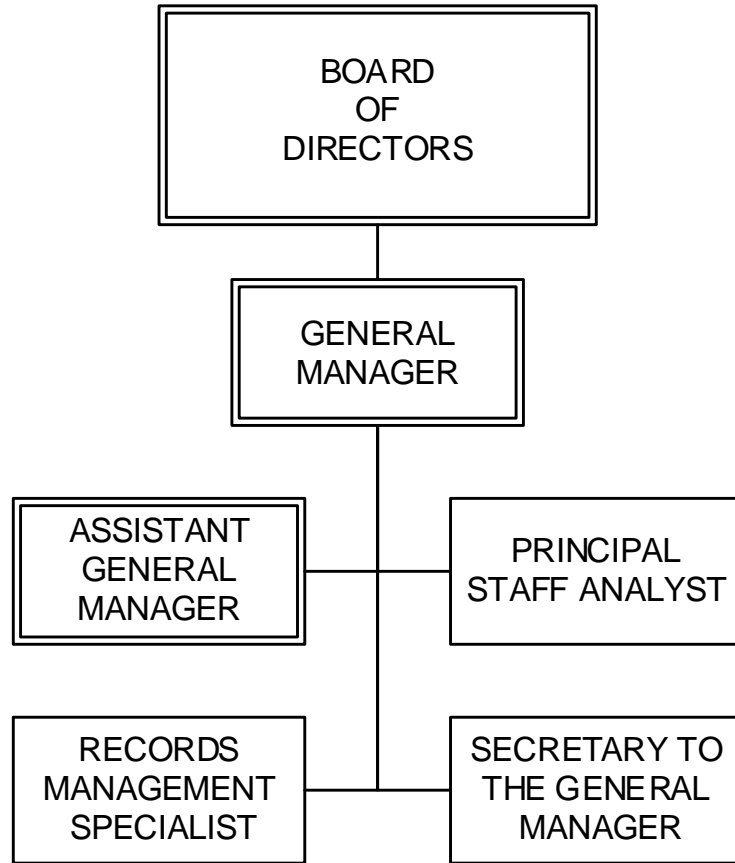 BOARD
OF
DIRECTORS
GENERAL
MANAGER
ASSISTANT
GENERAL
MANAGER
PRINCIPAL
STAFF ANALYST
RECORDS
MANAGEMENT
SPECIALIST
SECRETARY TO
THE GENERAL
MANAGER